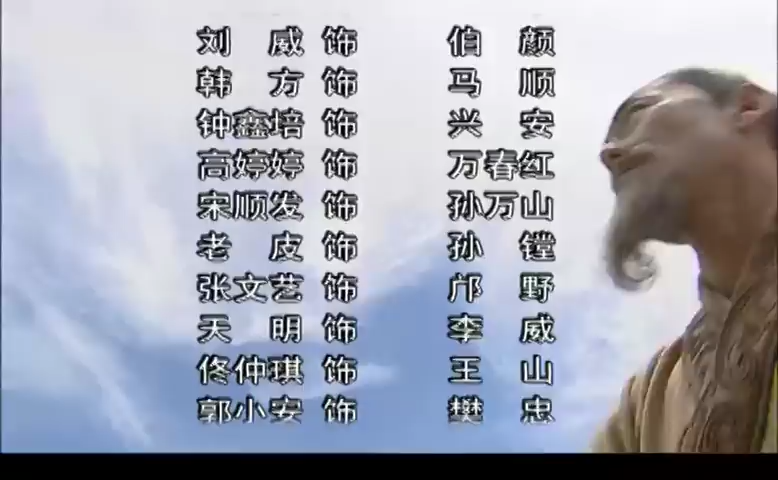 刘威饰 伯颜
韩方饰 马顺
钟鑫培饰 兴安
高婷婷饰 万春红
宋顺发饰 孙万山
老皮饰 孙镗
张文艺饰 邝野
天明饰 李威
佟仲琪饰 王山
郭小安饰 樊忠